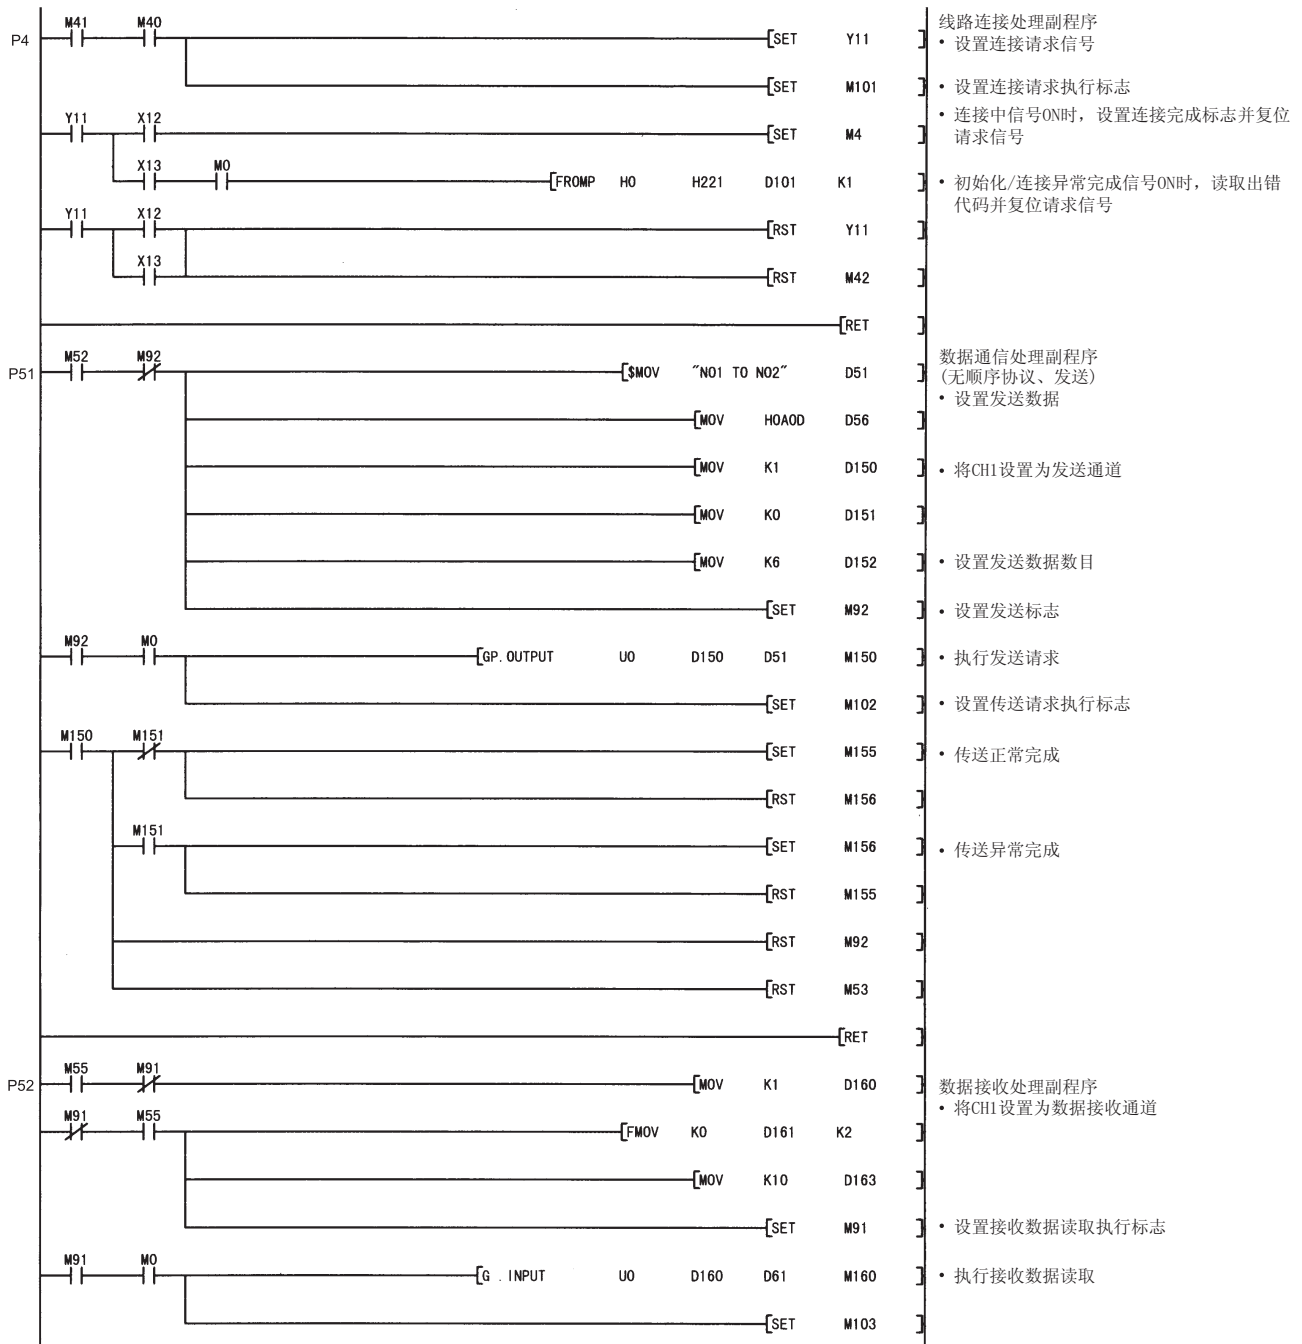 M41 M40 线路连接处理副程序
P4 SET Y11 • 设置连接请求信号
SET M101 • 设置连接请求执行标志
Y11 X12 • 连接中信号ON时，设置连接完成标志并复位
SET M4 请求信号
X13 M0
FROMP H0 H221 D101 K1 • 初始化/连接异常完成信号ON时，读取出错
代码并复位请求信号
Y11 X12
RST Y11
X13
RST M42
RET
M52 M92 数据通信处理副程序
P51 $MOV "NO1 TO NO2" D51 (无顺序协议、发送)
• 设置发送数据
MOV H0A0D D56
MOV K1 D150 • 将CH1设置为发送通道
MOV K0 D151
MOV K6 D152 • 设置发送数据数目
SET M92 • 设置发送标志
M92 M0
GP.OUTPUT U0 D150 D51 M150 • 执行发送请求
SET M102 • 设置传送请求执行标志
M150 M151
SET M155 • 传送正常完成
RST M156
M151
SET M156 • 传送异常完成
RST M155
RST M92
RST M53
RET
M55 M91
P52 MOV K1 D160 数据接收处理副程序
M91 M55 • 将CH1设置为数据接收通道
FMOV K0 D161 K2
MOV K10 D163
SET M91 • 设置接收数据读取执行标志
M91 M0
G .INPUT U0 D160 D61 M160 • 执行接收数据读取
SET M103